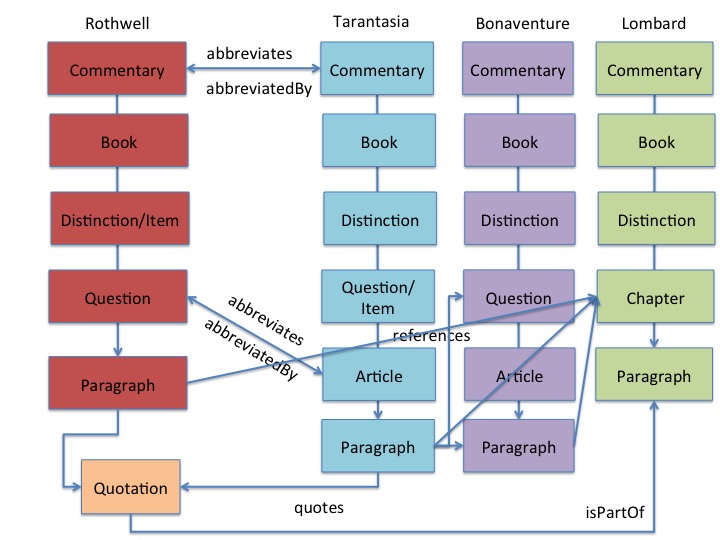 Rothwell
Tarantasia
Bonaventure
Lombard
Commentary
abbreviates
abbreviatedBy
Commentary
Commentary
Commentary
Book
Book
Book
Book
Distinction/Item
Distinction
Distinction
Distinction
Question
abbreviates
abbreviatedBy
Question/
Item
Question
Chapter
references
Paragraph
Article
Article
Paragraph
Paragraph
Paragraph
Quotation
quotes
isPartOf